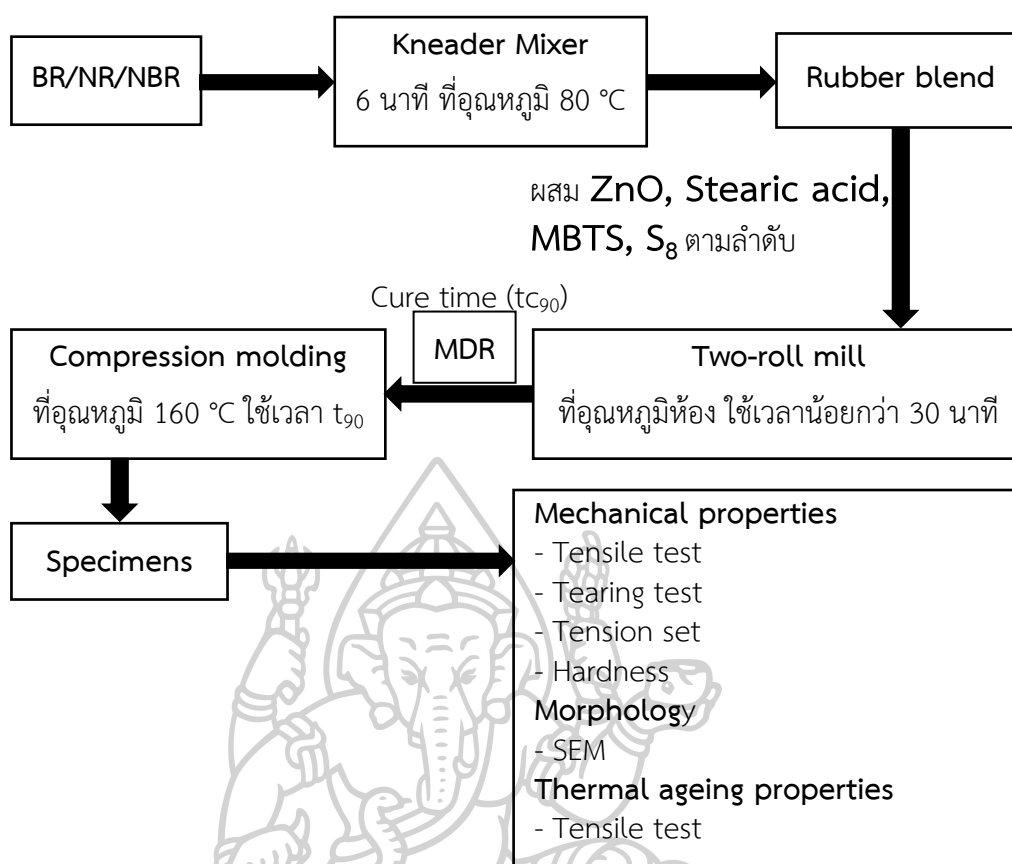 BR/NR/NBR
Kneader Mixer
6 นาที ที่อุณหภูมิ 80 °C
Rubber blend
ผสม ZnO, Stearic acid,
MBTS, S₈ ตามลำดับ
Cure time (tc₉₀)
MDR
Compression molding
ที่อุณหภูมิ 160 °C ใช้เวลา t₉₀
Two-roll mill
ที่อุณหภูมิห้อง ใช้เวลาน้อยกว่า 30 นาที
Specimens
Mechanical properties
- Tensile test
- Tearing test
- Tension set
- Hardness
Morphology
- SEM
Thermal ageing properties
- Tensile test